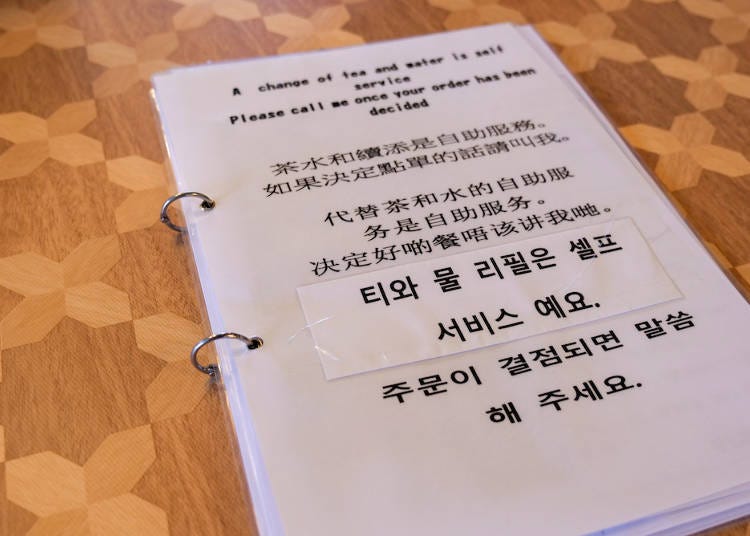 A change of tea and water is self
service
Please call me once your order has been
decided
茶水和續添是自助服務。
如果決定點單的話請叫我。
代替茶和水的自助服
务是自助服务。
决定好啲餐唔该讲我哋。
티와 물 리필은 셀프
서비스 예요.
주문이 결점되면 말씀
해 주세요.